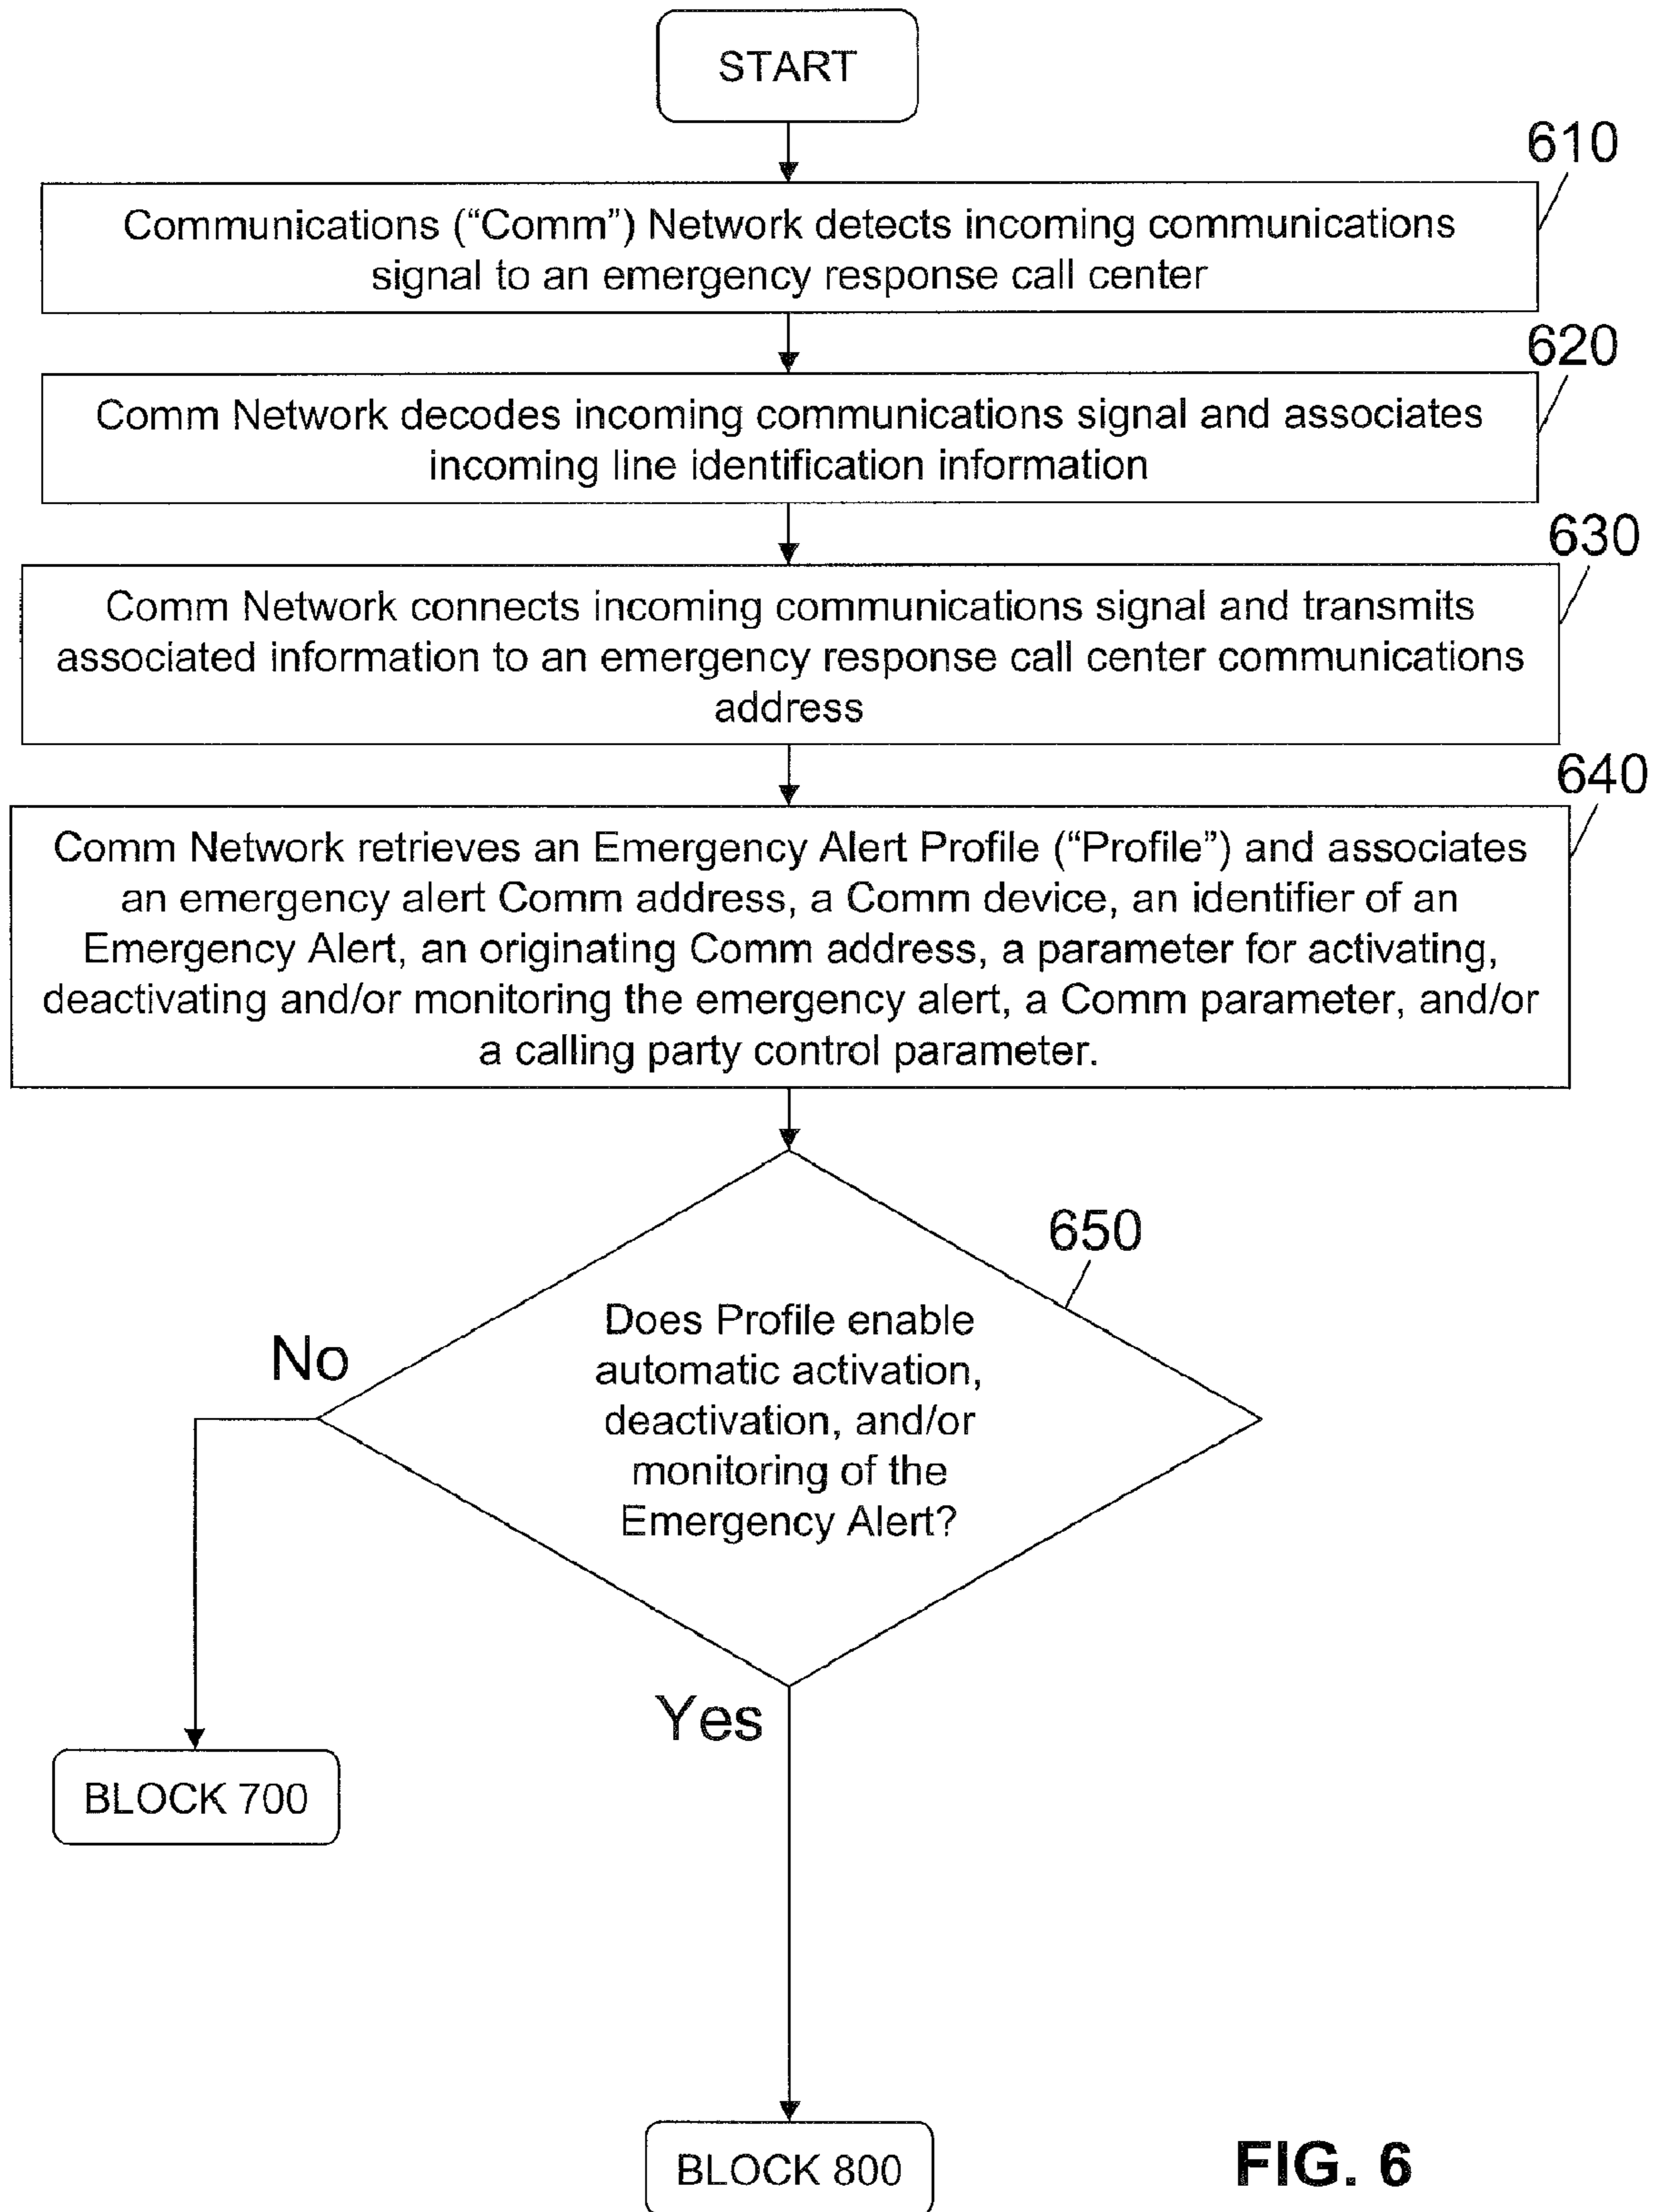 START
610
Communications (“Comm”) Network detects incoming communications
signal to an emergency response call center
620
Comm Network decodes incoming communications signal and associates
incoming line identification information
630
Comm Network connects incoming communications signal and transmits
associated information to an emergency response call center communications
address
640
Comm Network retrieves an Emergency Alert Profile (“Profile”) and associates
an emergency alert Comm address, a Comm device, an identifier of an
Emergency Alert, an originating Comm address, a parameter for activating,
deactivating and/or monitoring the emergency alert, a Comm parameter, and/or
a calling party control parameter.
650
Does Profile enable
automatic activation,
deactivation, and/or
monitoring of the
Emergency Alert?
No
Yes
BLOCK 700
BLOCK 800
FIG. 6